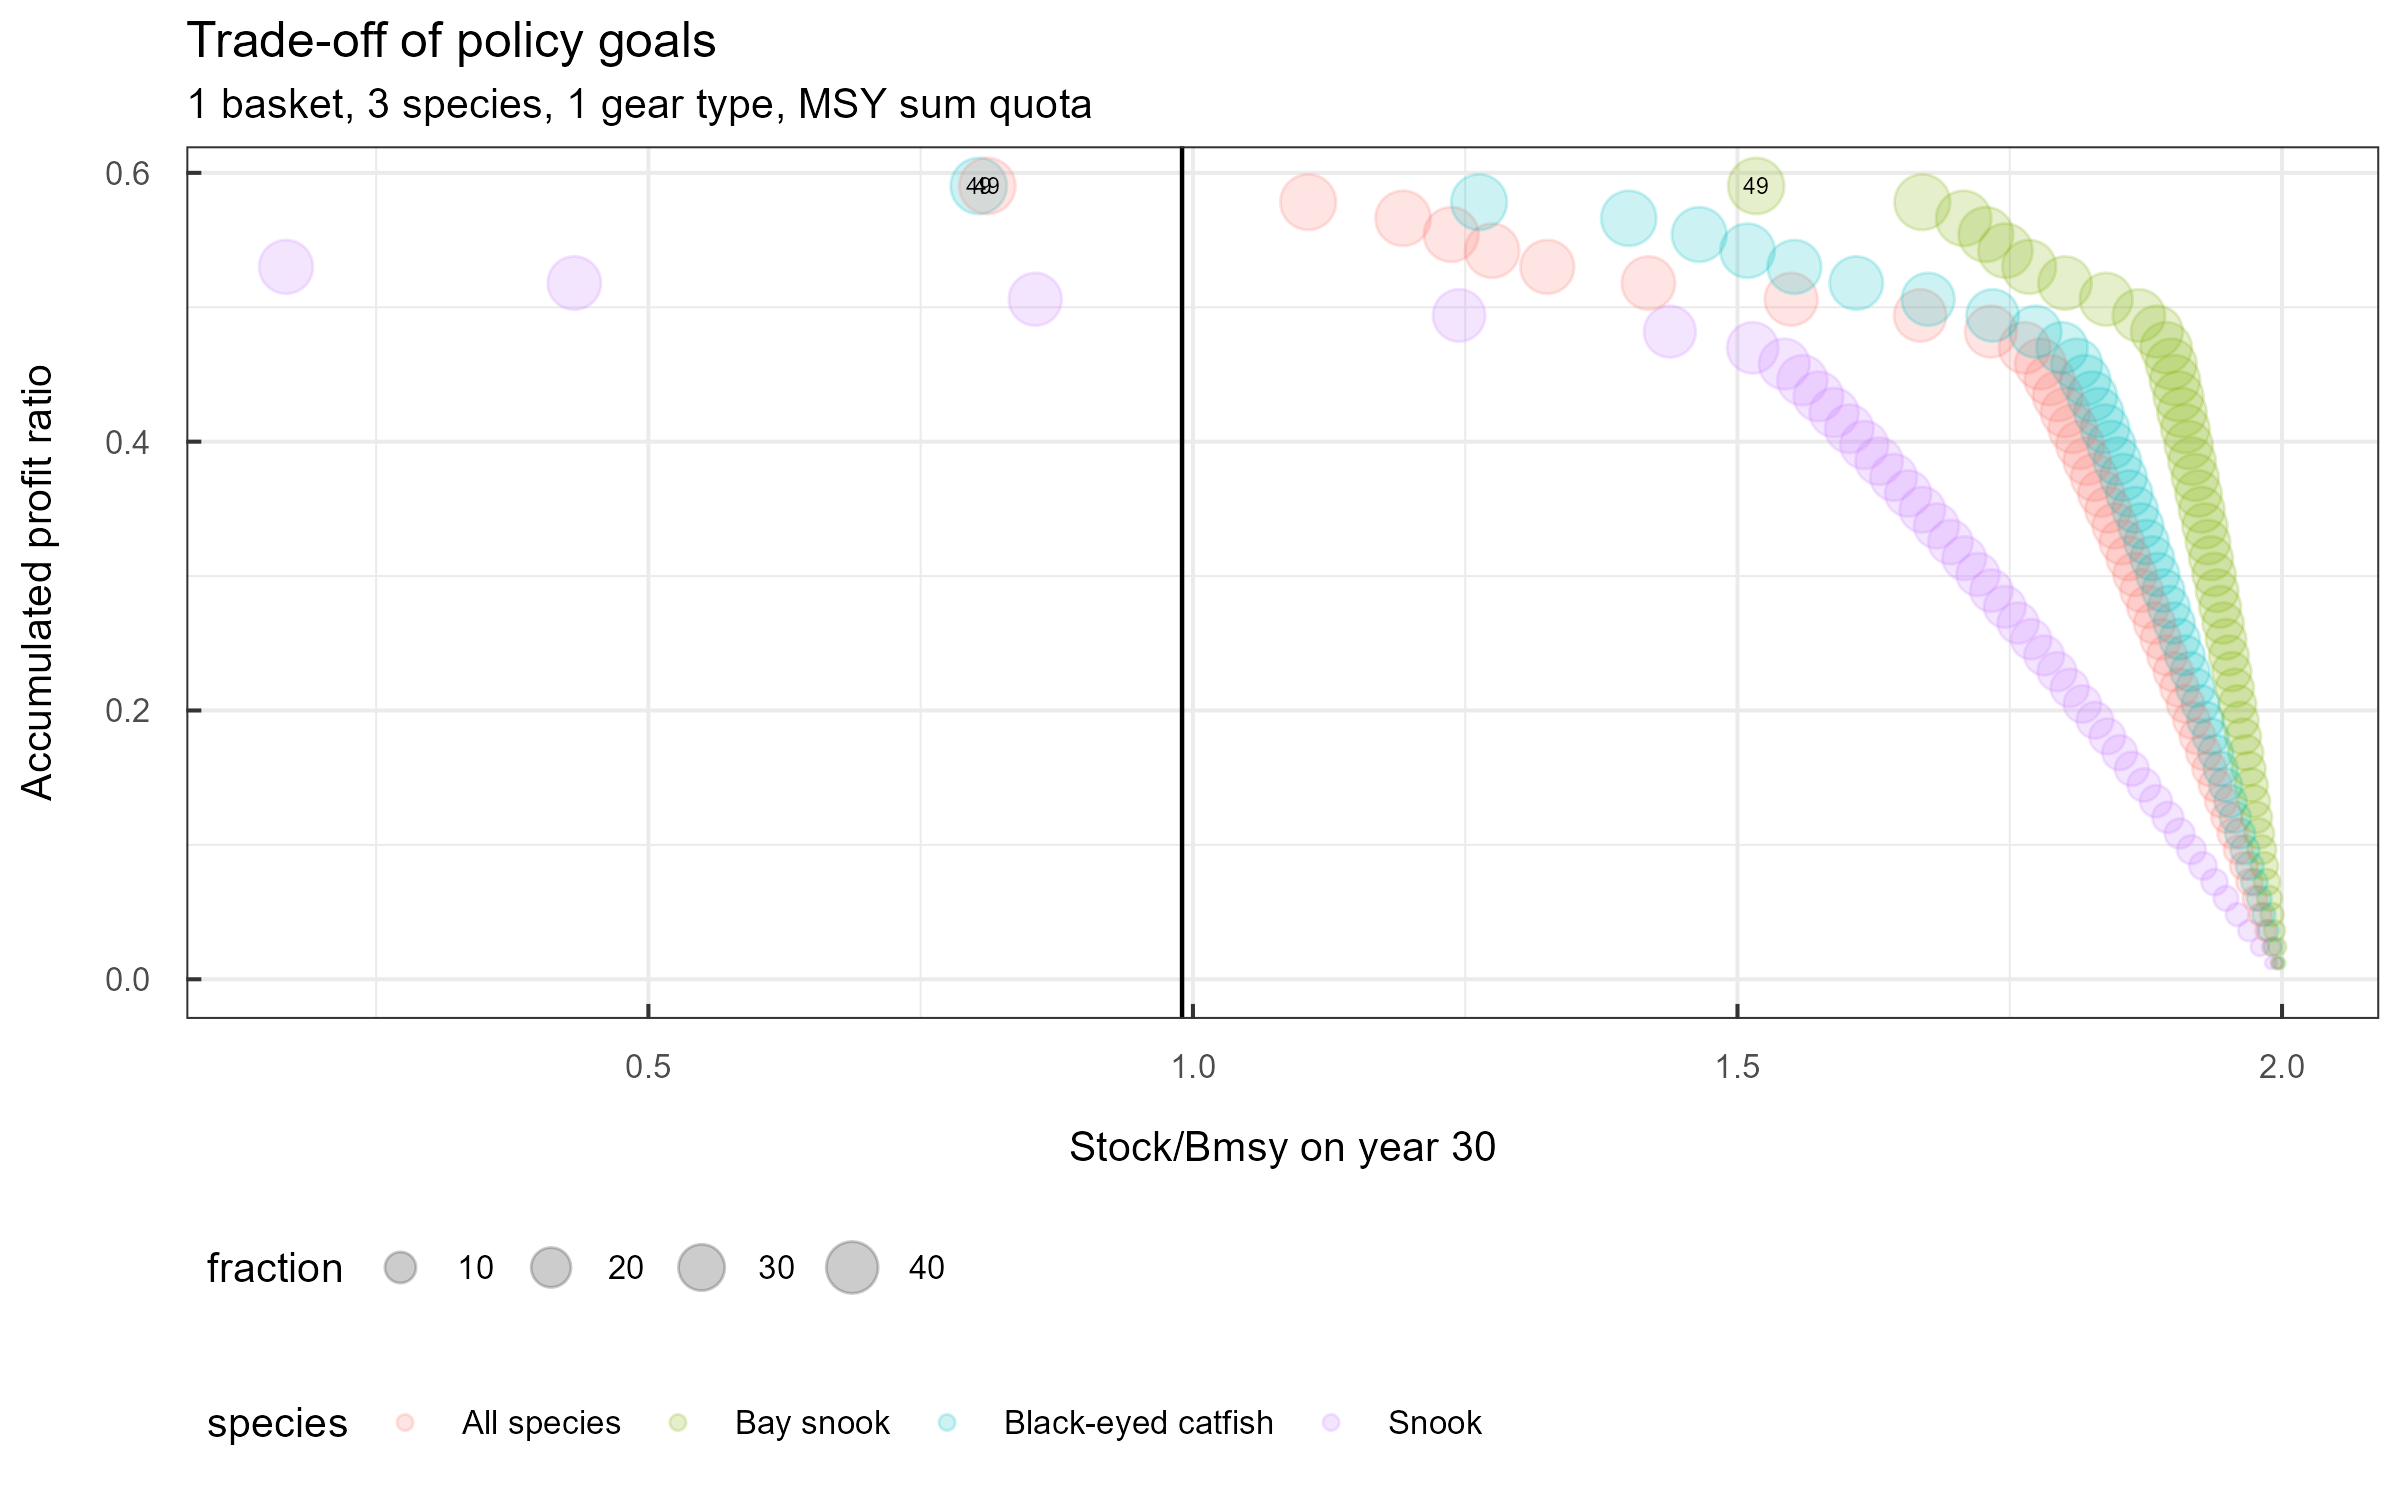 Trade-off of policy goals
1 basket, 3 species, 1 gear type, MSY sum quota
Accumulated profit ratio
0.6
0.4
0.2
0.0
49 49 49
0.5 1.0 1.5 2.0
Stock/Bmsy on year 30
fraction 10 20 30 40
species All species Bay snook Black-eyed catfish Snook